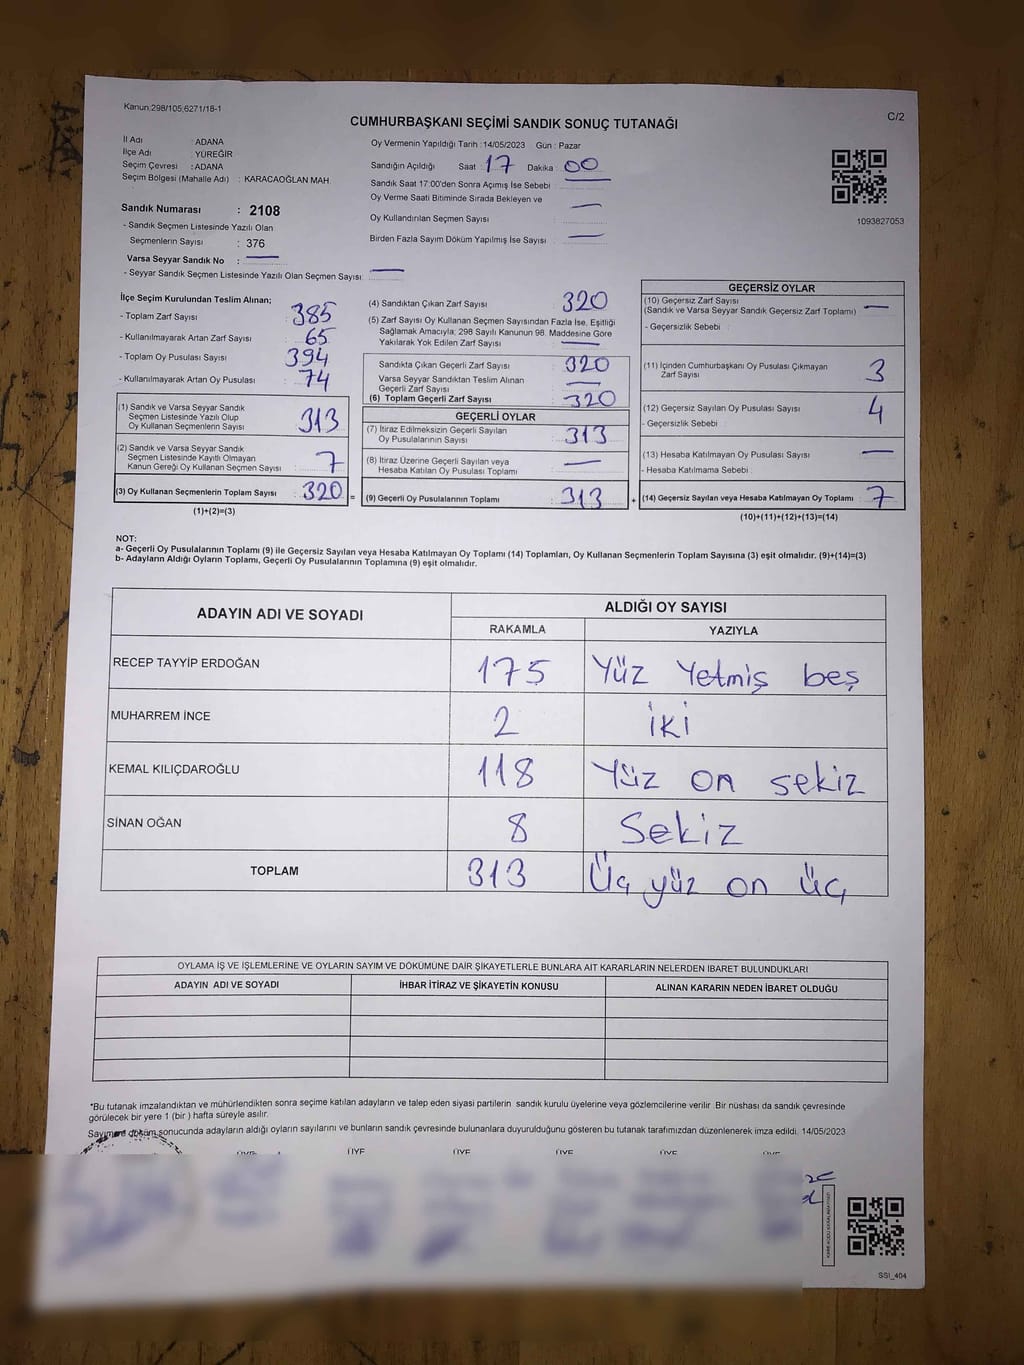 Kanun:298/105;6271/18-1
C/2
CUMHURBAŞKANI SEÇİMİ SANDIK SONUÇ TUTANAĞI
İl Adı : ADANA
İlçe Adı : YÜREĞİR
Seçim Çevresi : ADANA
Seçim Bölgesi (Mahalle Adı) : KARACAOĞLAN MAH.
Sandık Numarası : 2108
- Sandık Seçmen Listesinde Yazılı Olan
Seçmenlerin Sayısı : 376
Varsa Seyyar Sandık No : —
- Seyyar Sandık Seçmen Listesinde Yazılı Olan Seçmen Sayısı: —
Oy Vermenin Yapıldığı Tarih : 14/05/2023 Gün : Pazar
Sandığın Açıldığı Saat : 17 Dakika : 00
Sandık Saat 17:00'den Sonra Açımış İse Sebebi : —
Oy Verme Saati Bitiminde Sırada Bekleyen ve
Oy Kullandırılan Seçmen Sayısı : —
Birden Fazla Sayım Döküm Yapılmış İse Sayısı : —
1093827053
İlçe Seçim Kurulundan Teslim Alınan;
- Toplam Zarf Sayısı : 385
- Kullanılmayarak Artan Zarf Sayısı : 65
- Toplam Oy Pusulası Sayısı : 394
- Kullanılmayarak Artan Oy Pusulası : 74
(1) Sandık ve Varsa Seyyar Sandık
Seçmen Listesinde Yazılı Olup
Oy Kullanan Seçmenlerin Sayısı : 313
(2) Sandık ve Varsa Seyyar Sandık
Seçmen Listesinde Kayıtlı Olmayan
Kanun Gereği Oy Kullanan Seçmen Sayısı : 7
(3) Oy Kullanan Seçmenlerin Toplam Sayısı : 320 =
(1)+(2)=(3)
(4) Sandıktan Çıkan Zarf Sayısı : 320
(5) Zarf Sayısı Oy Kullanan Seçmen Sayısından Fazla İse, Eşitliği
Sağlamak Amacıyla; 298 Sayılı Kanunun 98. Maddesine Göre
Yakılarak Yok Edilen Zarf Sayısı : —
Sandıkta Çıkan Geçerli Zarf Sayısı : 320
Varsa Seyyar Sandıktan Teslim Alınan
Geçerli Zarf Sayısı : —
(6) Toplam Geçerli Zarf Sayısı : 320
GEÇERLİ OYLAR
(7) İtiraz Edilmeksizin Geçerli Sayılan
Oy Pusulalarının Sayısı : 313
(8) İtiraz Üzerine Geçerli Sayılan veya
Hesaba Katılan Oy Pusulası Toplamı : —
(9) Geçerli Oy Pusulalarının Toplamı : 313 +
GEÇERSİZ OYLAR
(10) Geçersiz Zarf Sayısı : —
(Sandık ve Varsa Seyyar Sandık Geçersiz Zarf Toplamı)
- Geçersizlik Sebebi :
(11) İçinden Cumhurbaşkanı Oy Pusulası Çıkmayan
Zarf Sayısı : 3
(12) Geçersiz Sayılan Oy Pusulası Sayısı : 4
- Geçersizlik Sebebi :
(13) Hesaba Katılmayan Oy Pusulası Sayısı : —
- Hesaba Katılmama Sebebi :
(14) Geçersiz Sayılan veya Hesaba Katılmayan Oy Toplamı : 7
(10)+(11)+(12)+(13)=(14)
NOT:
a- Geçerli Oy Pusulalarının Toplamı (9) ile Geçersiz Sayılan veya Hesaba Katılmayan Oy Toplamı (14) Toplamları, Oy Kullanan Seçmenlerin Toplam Sayısına (3) eşit olmalıdır. (9)+(14)=(3)
b- Adayların Aldığı Oyların Toplamı, Geçerli Oy Pusulalarının Toplamına (9) eşit olmalıdır.
ADAYIN ADI VE SOYADI ALDIĞI OY SAYISI
RAKAMLA YAZIYLA
RECEP TAYYİP ERDOĞAN 175 Yüz Yetmiş beş
MUHARREM İNCE 2 İKİ
KEMAL KILIÇDAROĞLU 118 Yüz on sekiz
SİNAN OĞAN 8 Sekiz
TOPLAM 313 Üç yüz on üç
OYLAMA İŞ VE İŞLEMLERİNE VE OYLARIN SAYIM VE DÖKÜMÜNE DAİR ŞİKAYETLERLE BUNLARA AİT KARARLARIN NELERDEN İBARET BULUNDUKLARI
ADAYIN ADI VE SOYADI İHBAR İTİRAZ VE ŞİKAYETİN KONUSU ALINAN KARARIN NEDEN İBARET OLDUĞU
*Bu tutanak imzalandıktan ve mühürlendikten sonra seçime katılan adayların ve talep eden siyasi partilerin sandık kurulu üyelerine veya gözlemcilerine verilir. Bir nüshası da sandık çevresinde
görülecek bir yere 1 (bir) hafta süreyle asılır.
Sayım ve döküm sonucunda adayların aldığı oyların sayılarını ve bunların sandık çevresinde bulunanlara duyurulduğunu gösteren bu tutanak tarafımızdan düzenlenerek imza edildi. 14/05/2023
ÜYE ÜYE ÜYE ÜYE ÜYE
SSI_404